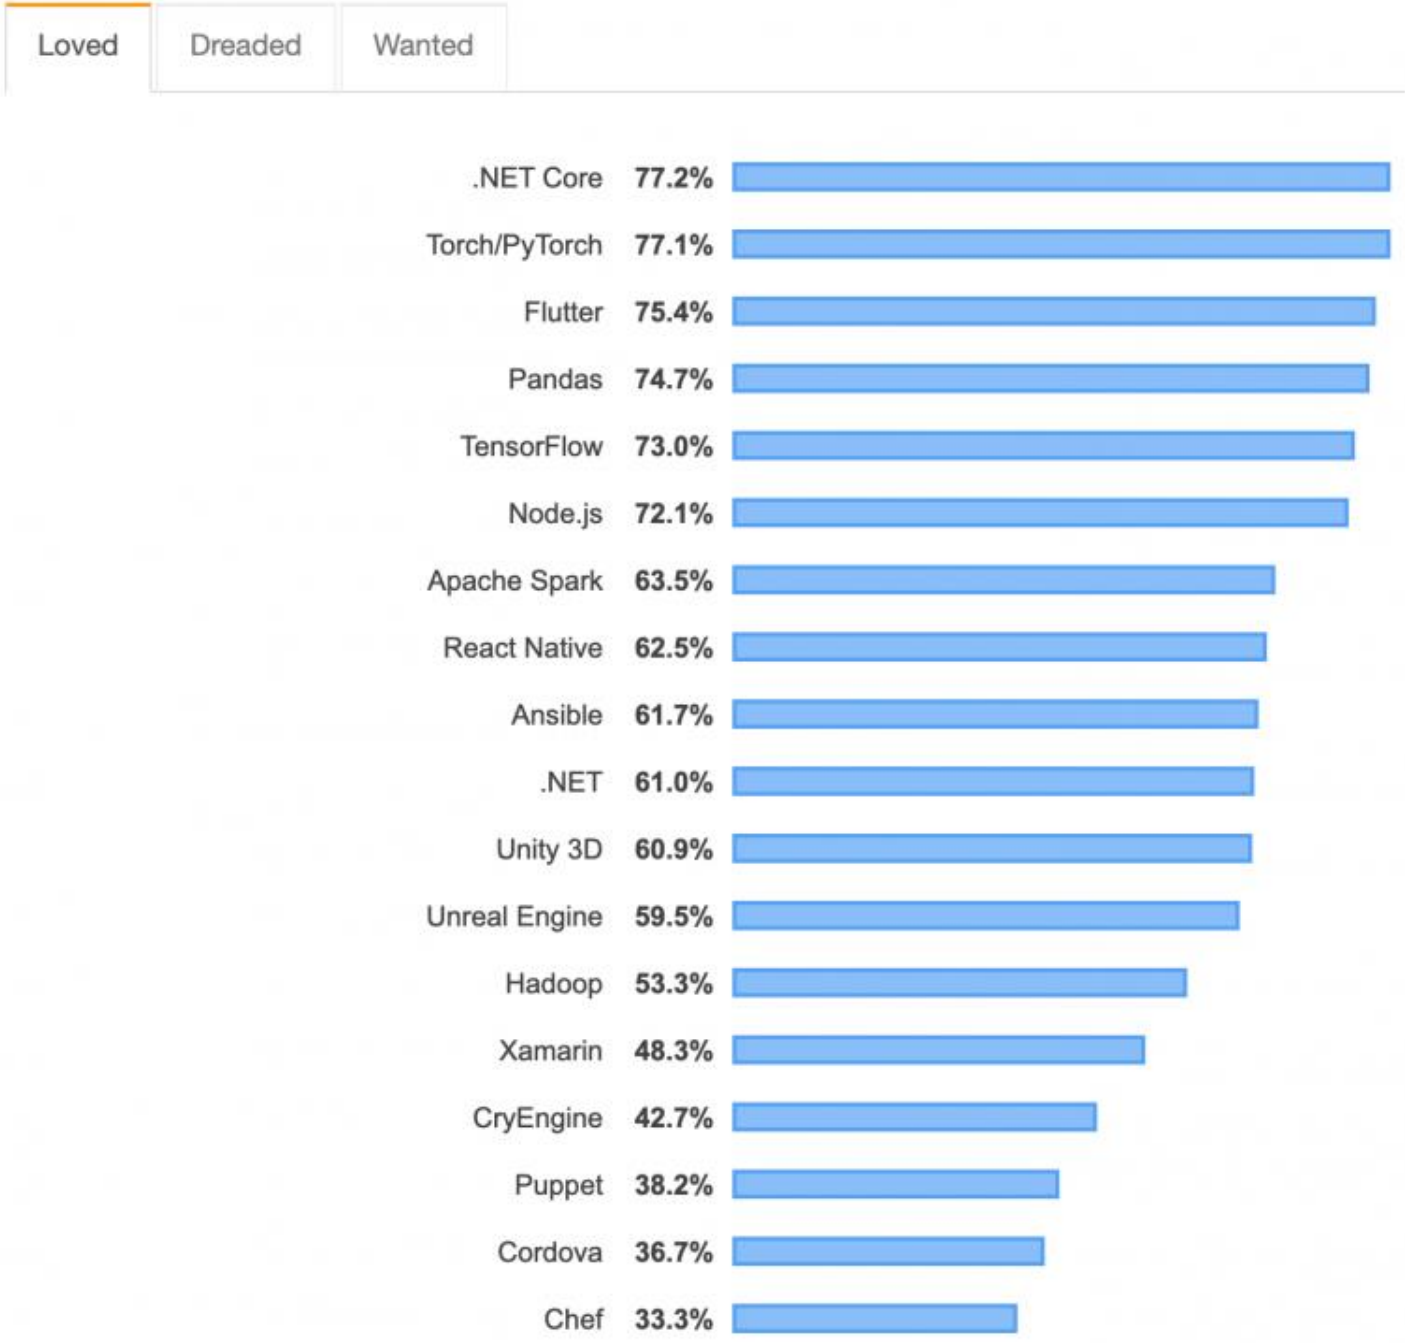 Loved Dreaded Wanted
.NET Core 77.2%
Torch/PyTorch 77.1%
Flutter 75.4%
Pandas 74.7%
TensorFlow 73.0%
Node.js 72.1%
Apache Spark 63.5%
React Native 62.5%
Ansible 61.7%
.NET 61.0%
Unity 3D 60.9%
Unreal Engine 59.5%
Hadoop 53.3%
Xamarin 48.3%
CryEngine 42.7%
Puppet 38.2%
Cordova 36.7%
Chef 33.3%